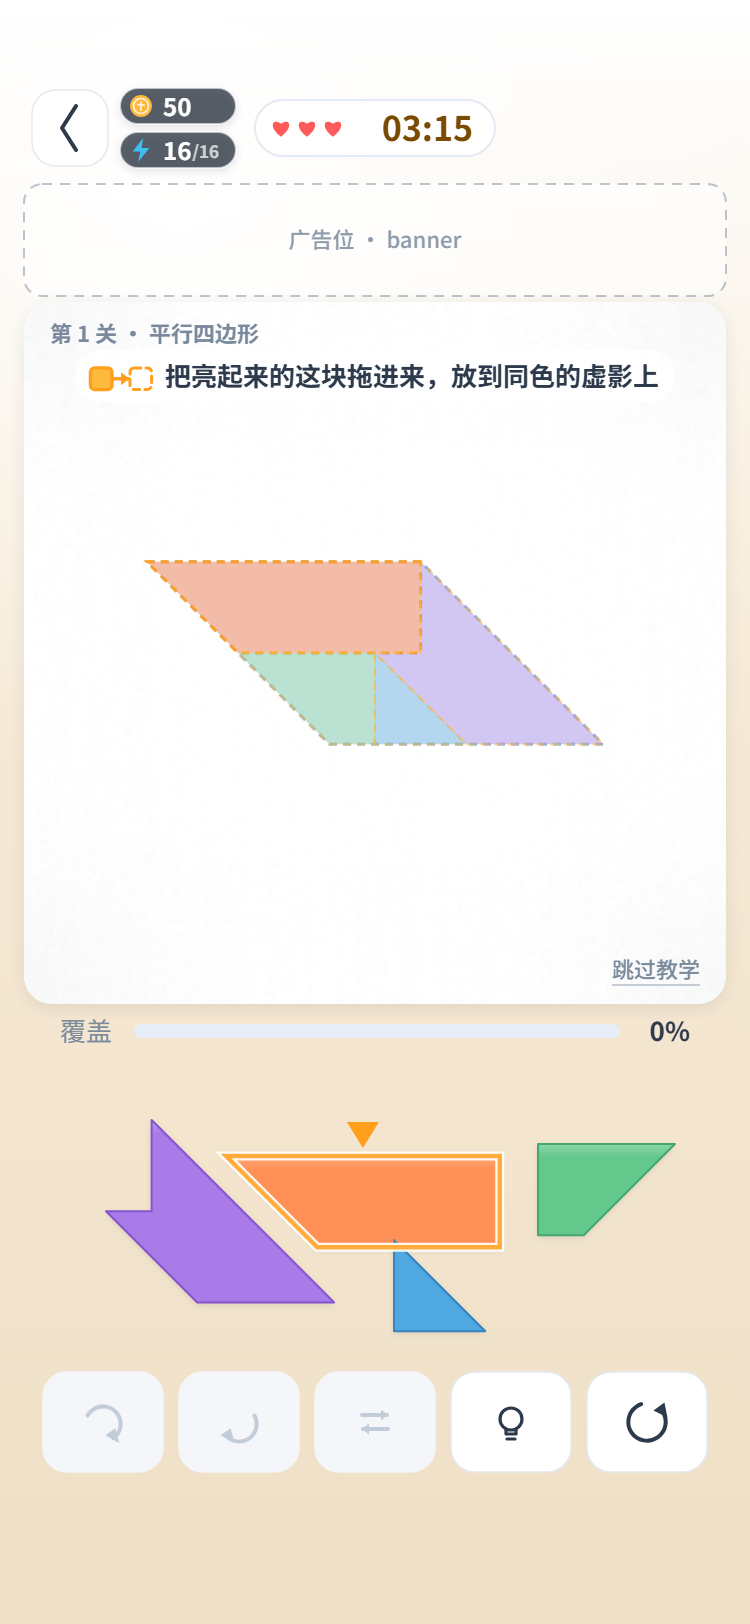 50
16/16
03:15
广告位 · banner
第 1 关 · 平行四边形
把亮起来的这块拖进来，放到同色的虚影上
跳过教学
覆盖 0%